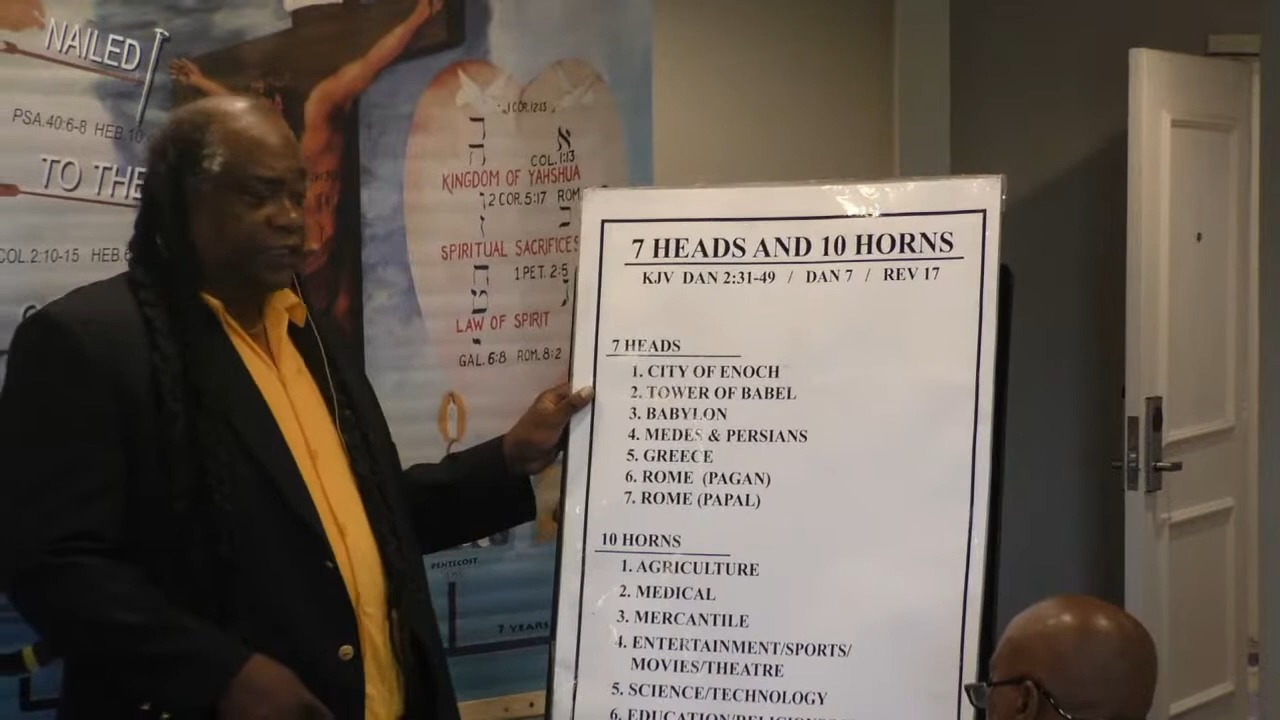 NAILED
PSA.40:6-8 HEB.10
TO THE
COL.2:10-15 HEB.6
1 COR.12:13
א
COL.1:13
KINGDOM OF YAHSHUA
2 COR.5:17 ROM
SPIRITUAL SACRIFICES
1 PET. 2:5
LAW OF SPIRIT
GAL. 6:8 ROM. 8:2
PENTECOST
7 YEARS
7 HEADS AND 10 HORNS
KJV DAN 2:31-49 / DAN 7 / REV 17
7 HEADS
1. CITY OF ENOCH
2. TOWER OF BABEL
3. BABYLON
4. MEDES & PERSIANS
5. GREECE
6. ROME (PAGAN)
7. ROME (PAPAL)
10 HORNS
1. AGRICULTURE
2. MEDICAL
3. MERCANTILE
4. ENTERTAINMENT/SPORTS/
MOVIES/THEATRE
5. SCIENCE/TECHNOLOGY
6. EDUCATION/RELIGION